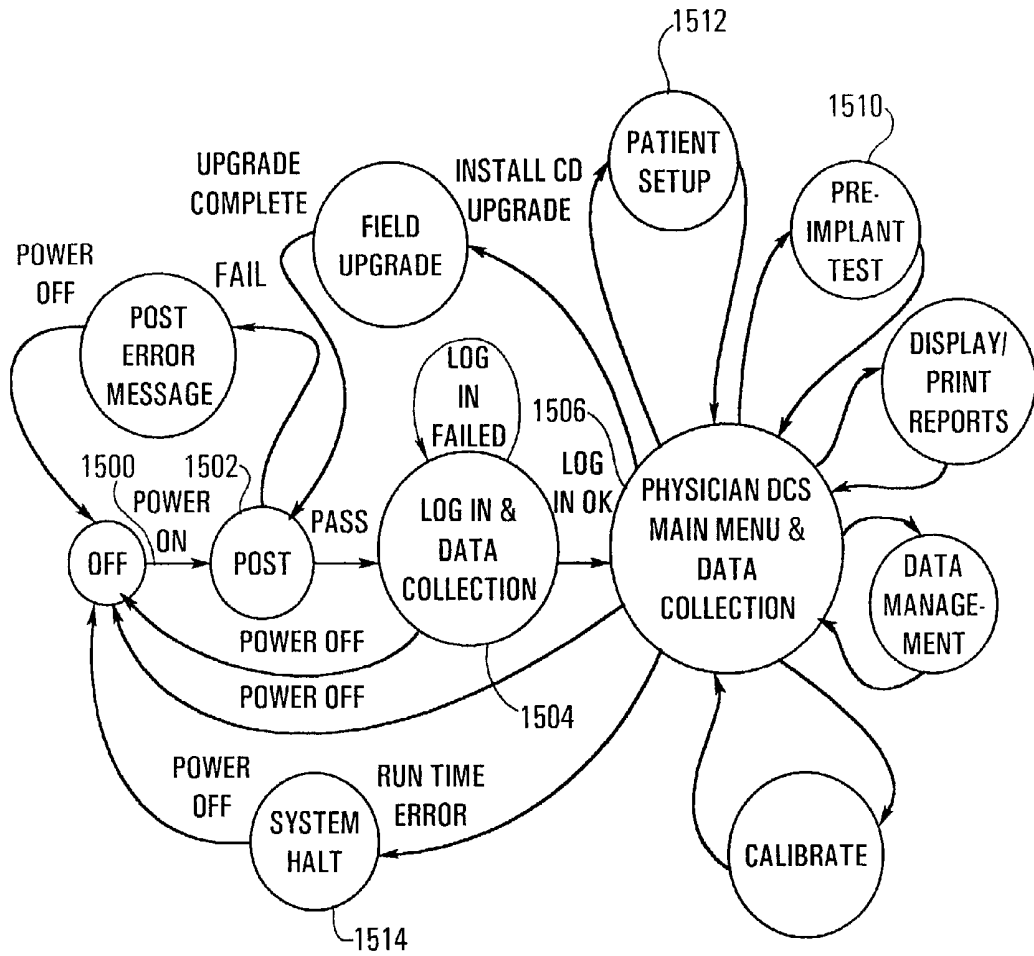 1512
PATIENT
SETUP
1510
PRE-
IMPLANT
TEST
UPGRADE
COMPLETE
INSTALL CD
UPGRADE
FIELD
UPGRADE
POWER
OFF
FAIL
POST
ERROR
MESSAGE
DISPLAY/
PRINT
REPORTS
LOG
IN
FAILED
1506
LOG
IN OK
1500
POWER
ON
1502
OFF
POST
PASS
LOG IN &
DATA
COLLECTION
PHYSICIAN DCS
MAIN MENU &
DATA
COLLECTION
DATA
MANAGE-
MENT
POWER OFF
POWER OFF
1504
POWER
OFF
RUN TIME
ERROR
SYSTEM
HALT
CALIBRATE
1514